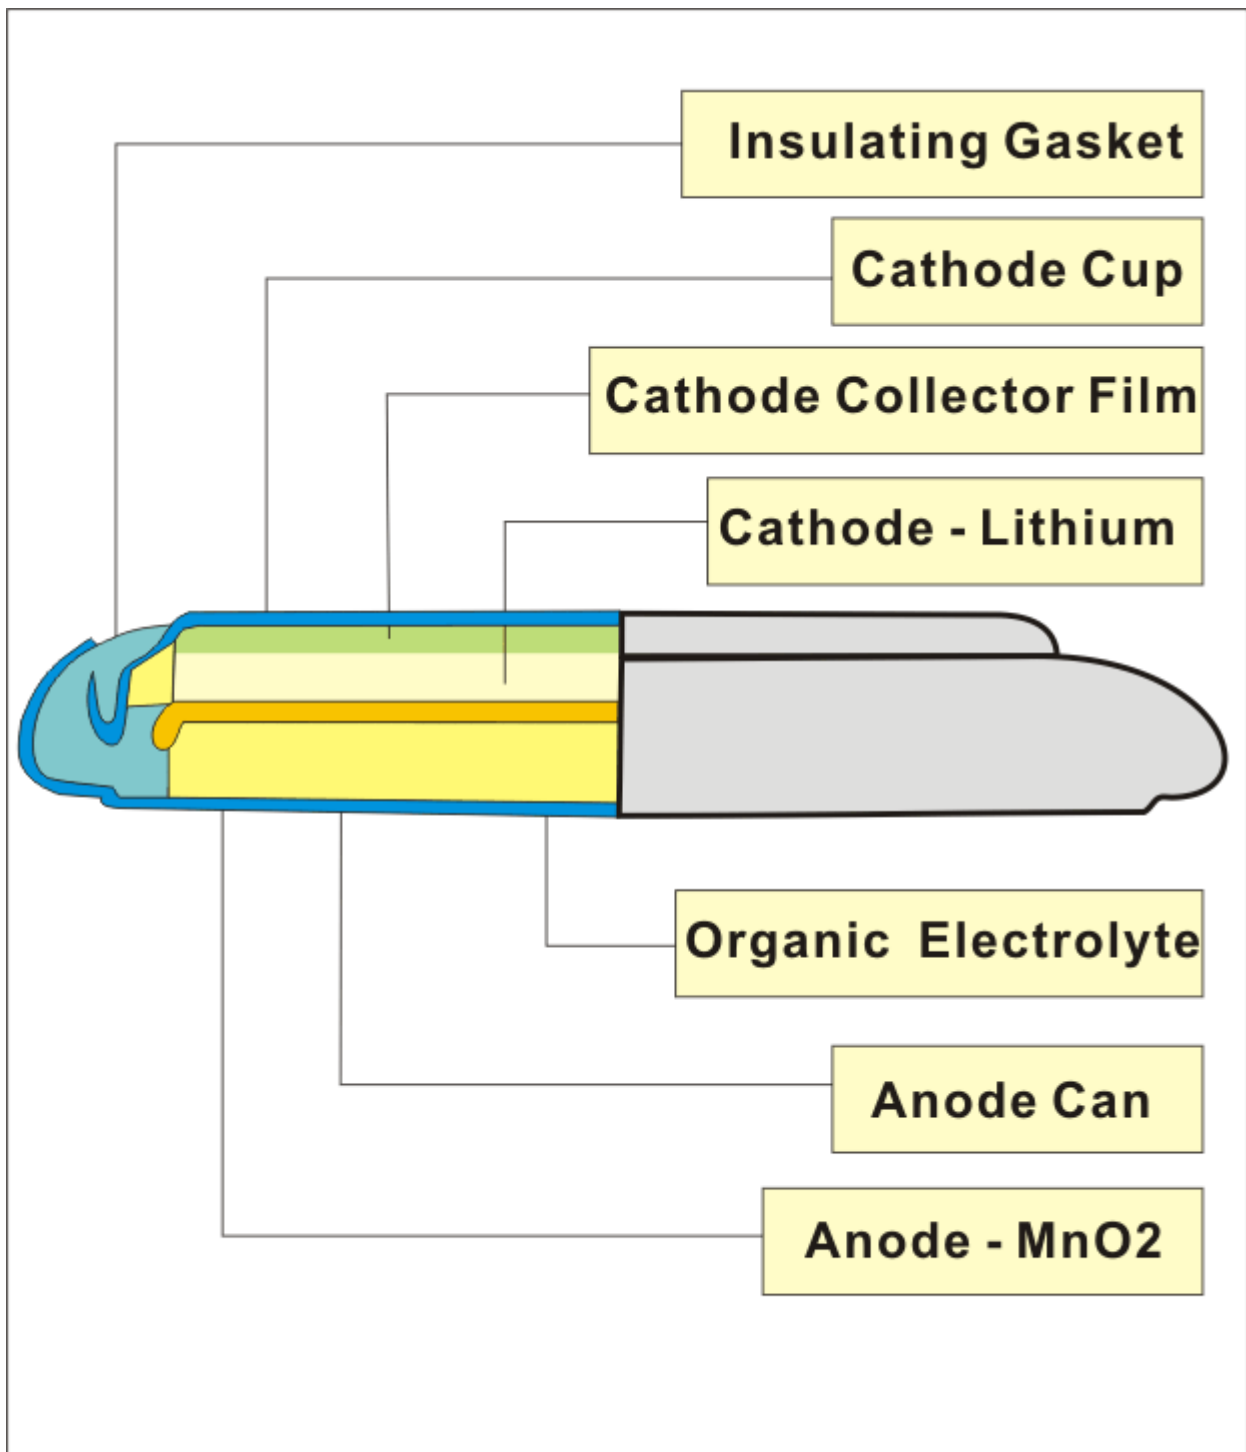 Insulating Gasket
Cathode Cup
Cathode Collector Film
Cathode - Lithium
Organic Electrolyte
Anode Can
Anode - MnO2